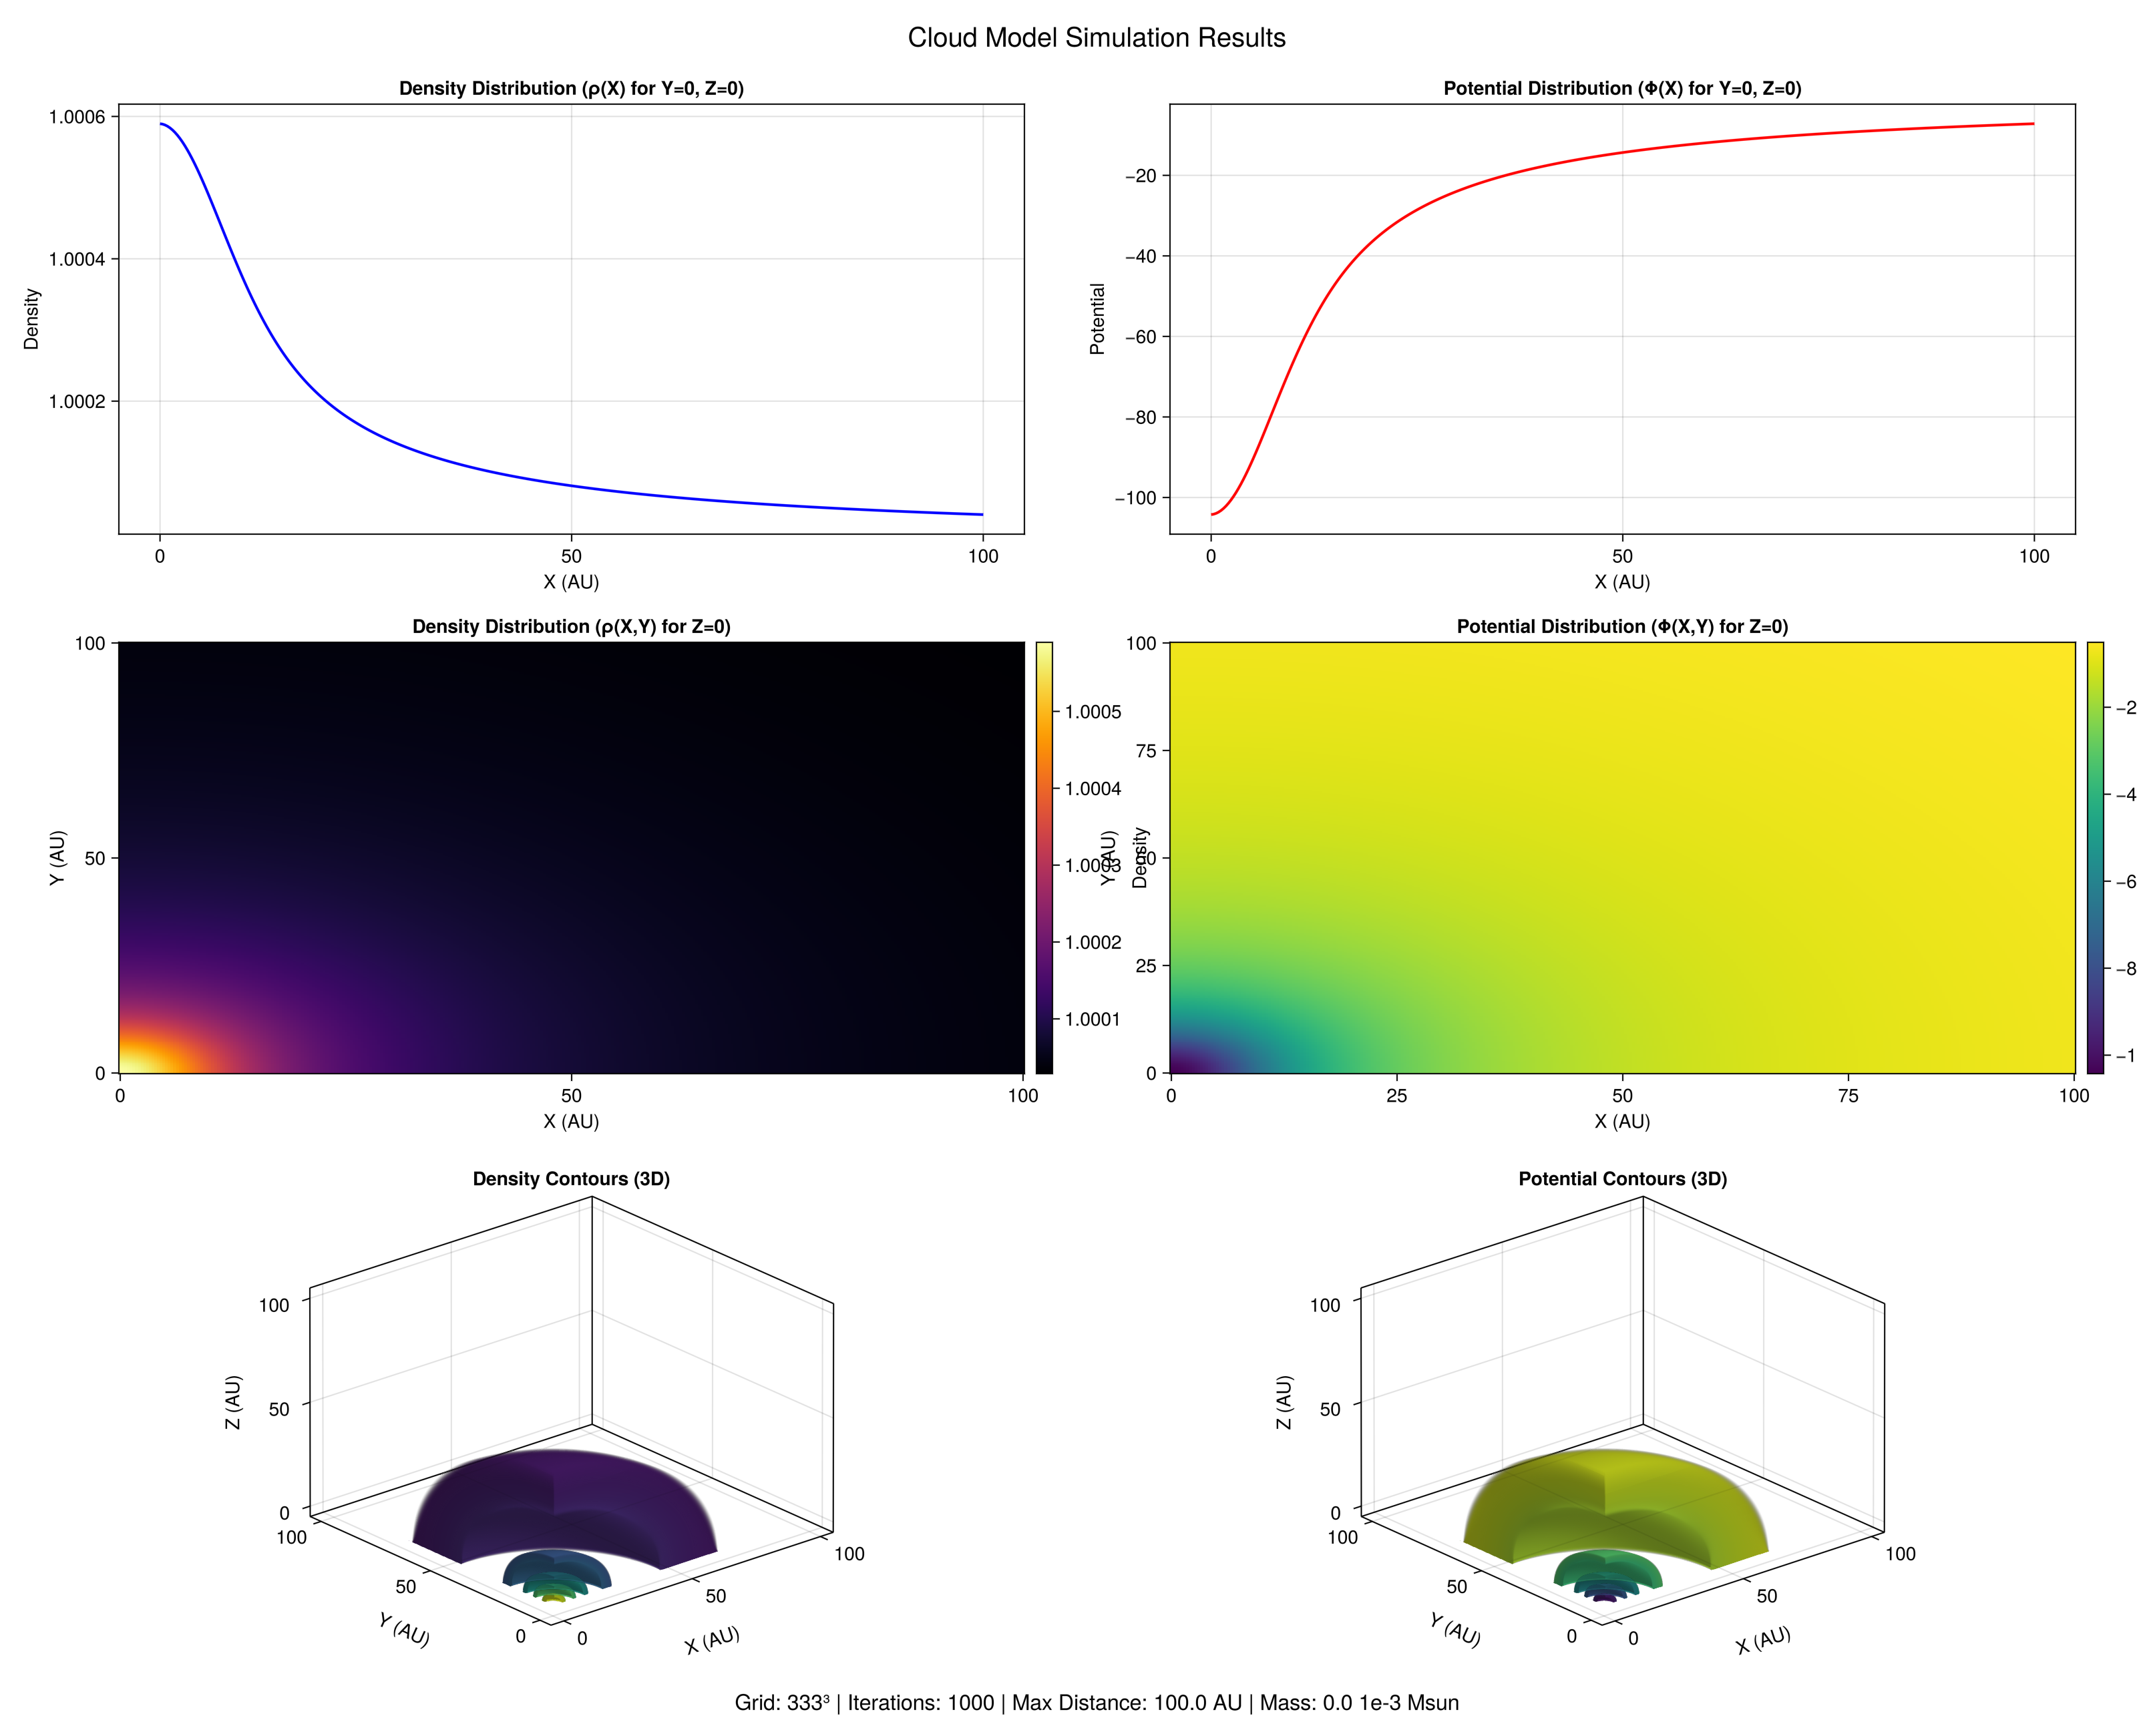 Cloud Model Simulation Results
Density Distribution (ρ(X) for Y=0, Z=0)
1.0006
1.0004
1.0002
Density
0
50
100
X (AU)
Potential Distribution (Φ(X) for Y=0, Z=0)
−20
−40
−60
−80
−100
Potential
0
50
100
X (AU)
Density Distribution (ρ(X,Y) for Z=0)
100
50
0
Y (AU)
0
50
100
X (AU)
1.0005
1.0004
1.0003
1.0002
1.0001
Density
Potential Distribution (Φ(X,Y) for Z=0)
100
75
50
25
0
Y (AU)
0
25
50
75
100
X (AU)
−2
−4
−6
−8
−1
Density Contours (3D)
100
50
0
Z (AU)
100
50
0
Y (AU)
0
50
100
X (AU)
Potential Contours (3D)
100
50
0
Z (AU)
100
50
0
Y (AU)
0
50
100
X (AU)
Grid: 333³ | Iterations: 1000 | Max Distance: 100.0 AU | Mass: 0.0 1e-3 Msun